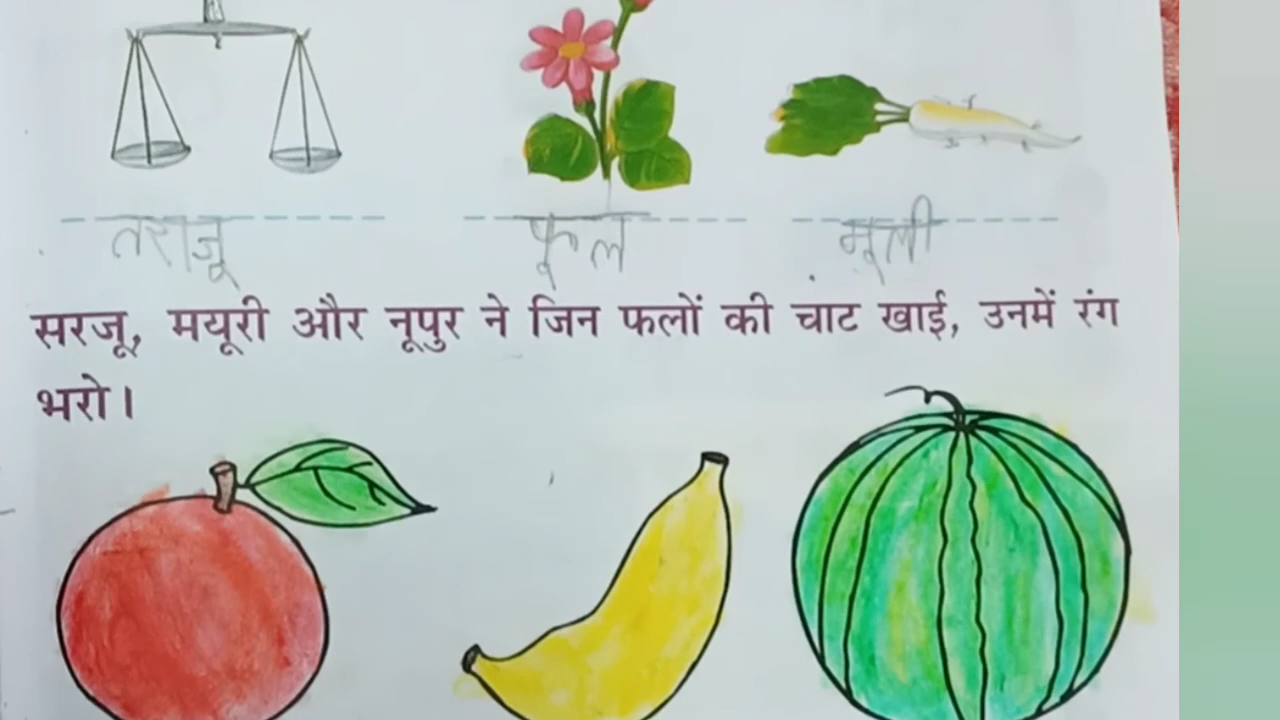 तराजू फूल मूली
सरजू, मयूरी और नूपुर ने जिन फलों की चाट खाई, उनमें रंग
भरो।